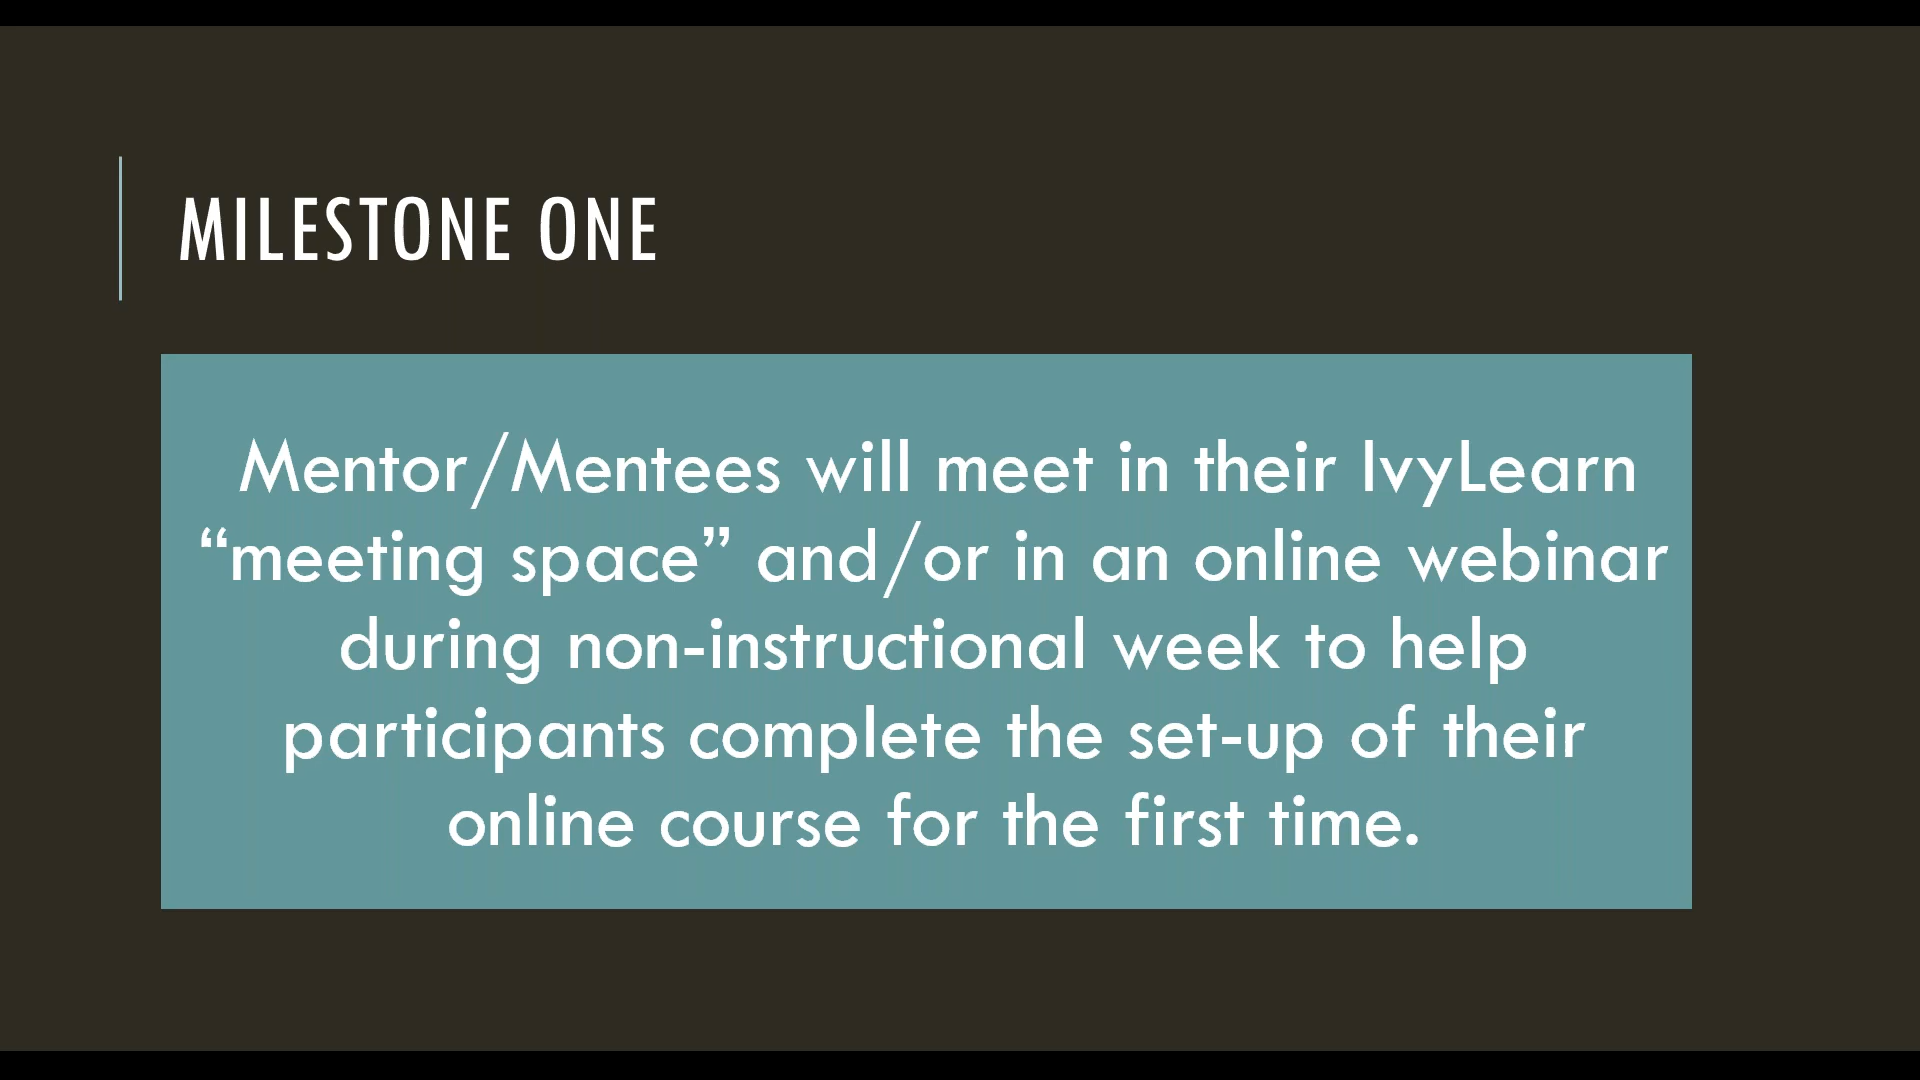 MILESTONE ONE
Mentor/Mentees will meet in their IvyLearn
“meeting space” and/or in an online webinar
during non-instructional week to help
participants complete the set-up of their
online course for the first time.